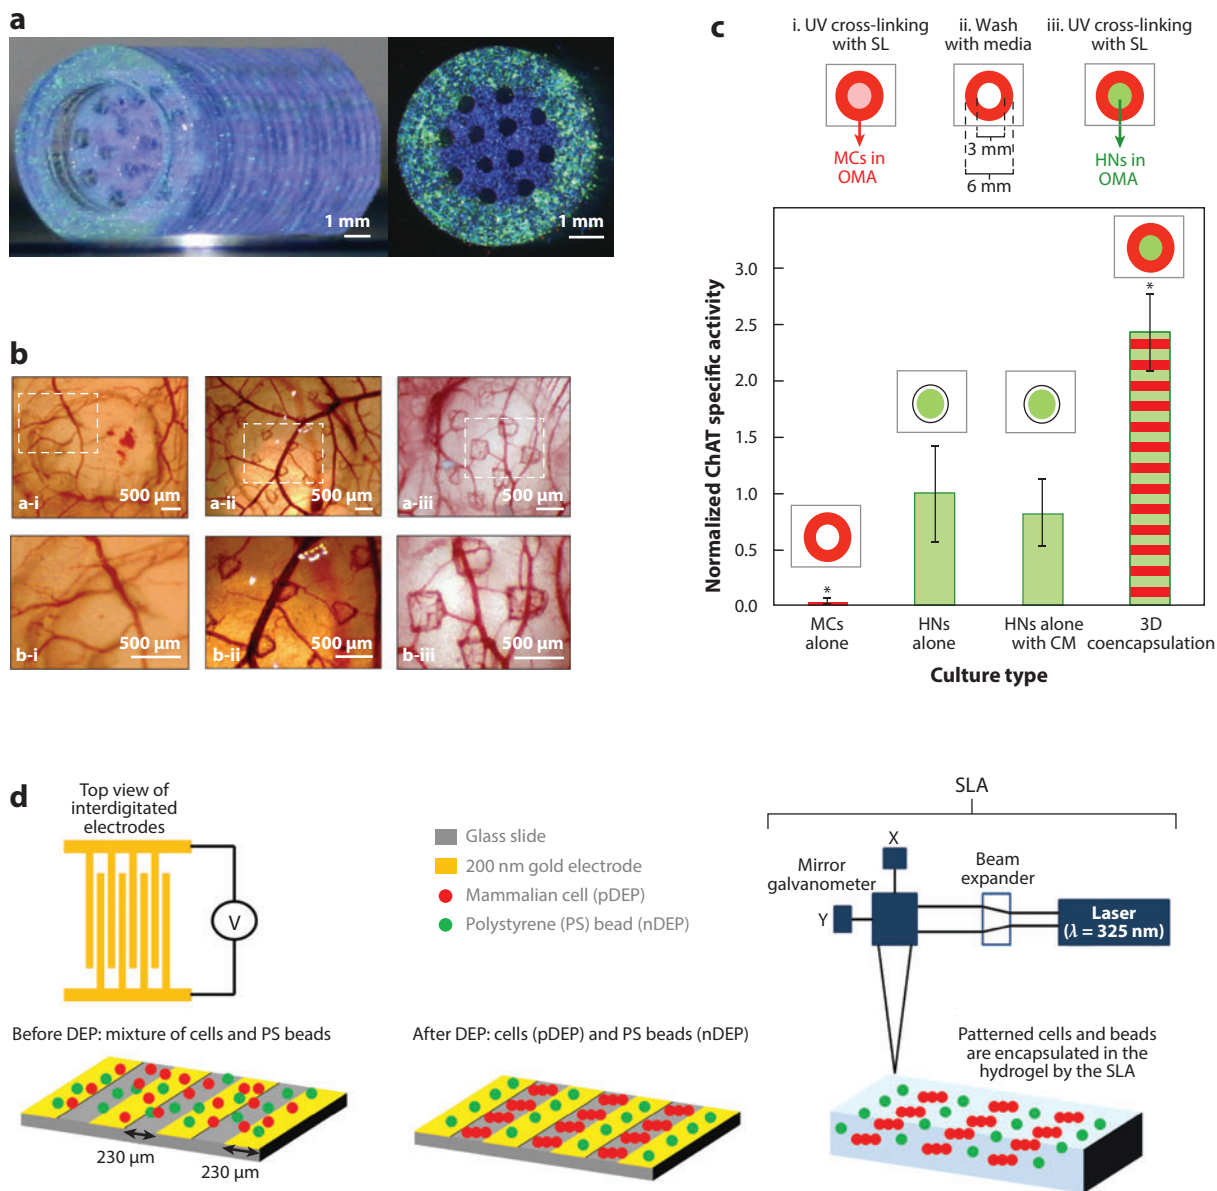 a
1 mm
1 mm
b
500 μm
a-i
500 μm
a-ii
500 μm
a-iii
500 μm
b-i
500 μm
b-ii
500 μm
b-iii
c
i. UV cross-linking
with SL
ii. Wash
with media
iii. UV cross-linking
with SL
MCs in
OMA
3 mm
6 mm
HNs in
OMA
Normalized ChAT specific activity
3.0
2.5
2.0
1.5
1.0
0.5
0.0
*
*
MCs
alone
HNs
alone
HNs alone
with CM
3D
coencapsulation
Culture type
d
Top view of
interdigitated
electrodes
V
Glass slide
200 nm gold electrode
Mammalian cell (pDEP)
Polystyrene (PS) bead (nDEP)
SLA
X
Mirror
galvanometer
Y
Beam
expander
Laser
(λ = 325 nm)
Before DEP: mixture of cells and PS beads
230 μm
230 μm
After DEP: cells (pDEP) and PS beads (nDEP)
Patterned cells and beads
are encapsulated in the
hydrogel by the SLA